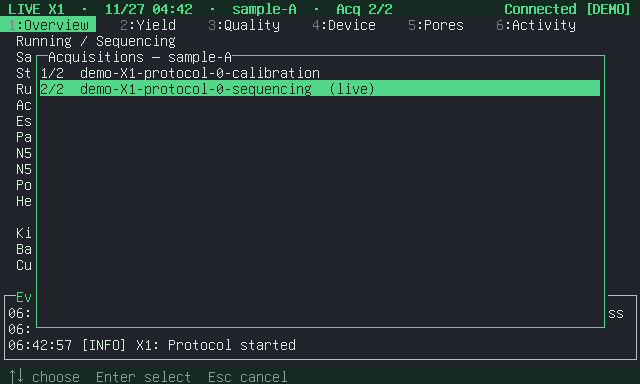 LIVE X1 - 11/27 04:42 - sample-A - Acq 2/2 Connected [DEMO]
1:Overview 2:Yield 3:Quality 4:Device 5:Pores 6:Activity
Running / Sequencing
Sa Acquisitions — sample-A
St 1/2 demo-X1-protocol-0-calibration
Ru 2/2 demo-X1-protocol-0-sequencing (live)
Ac
Es
Pa
N5
N5
Po
He
Ki
Ba
Cu
Ev
06: ss
06:
06:42:57 [INFO] X1: Protocol started
↑↓ choose Enter select Esc cancel